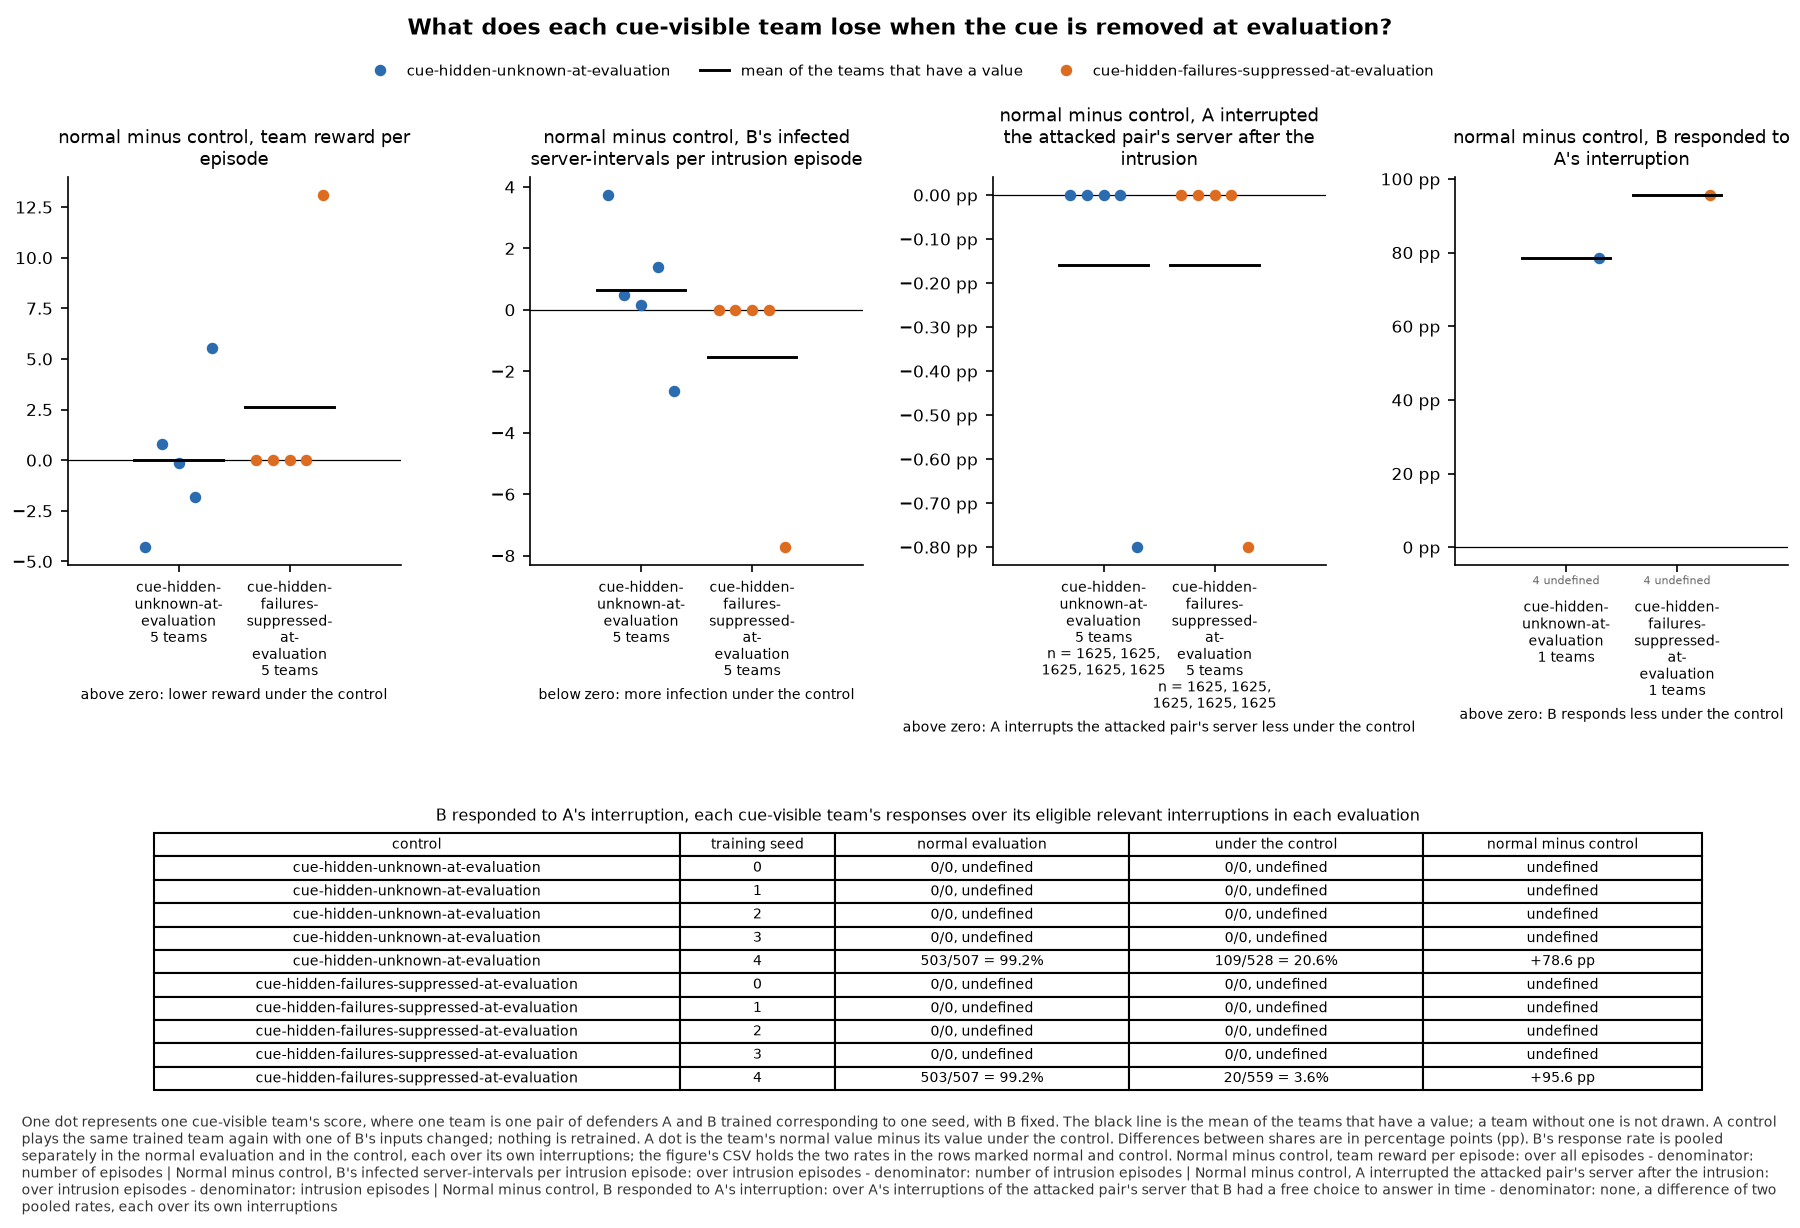 What does each cue-visible team lose when the cue is removed at evaluation?
cue-hidden-unknown-at-evaluation
mean of the teams that have a value
cue-hidden-failures-suppressed-at-evaluation
normal minus control, team reward per
episode
12.5
10.0
7.5
5.0
2.5
0.0
−2.5
−5.0
cue-hidden-
unknown-at-
evaluation
5 teams
cue-hidden-
failures-
suppressed-
at-
evaluation
5 teams
above zero: lower reward under the control
normal minus control, B's infected
server-intervals per intrusion episode
4
2
0
−2
−4
−6
−8
cue-hidden-
unknown-at-
evaluation
5 teams
cue-hidden-
failures-
suppressed-
at-
evaluation
5 teams
below zero: more infection under the control
normal minus control, A interrupted
the attacked pair's server after the
intrusion
0.00 pp
−0.10 pp
−0.20 pp
−0.30 pp
−0.40 pp
−0.50 pp
−0.60 pp
−0.70 pp
−0.80 pp
cue-hidden-
unknown-at-
evaluation
5 teams
n = 1625, 1625,
1625, 1625, 1625
cue-hidden-
failures-
suppressed-
at-
evaluation
5 teams
n = 1625, 1625,
1625, 1625, 1625
above zero: A interrupts the attacked pair's server less under the control
normal minus control, B responded to
A's interruption
100 pp
80 pp
60 pp
40 pp
20 pp
0 pp
4 undefined
cue-hidden-
unknown-at-
evaluation
1 teams
4 undefined
cue-hidden-
failures-
suppressed-
at-
evaluation
1 teams
above zero: B responds less under the control
B responded to A's interruption, each cue-visible team's responses over its eligible relevant interruptions in each evaluation
control training seed normal evaluation under the control normal minus control
cue-hidden-unknown-at-evaluation 0 0/0, undefined 0/0, undefined undefined
cue-hidden-unknown-at-evaluation 1 0/0, undefined 0/0, undefined undefined
cue-hidden-unknown-at-evaluation 2 0/0, undefined 0/0, undefined undefined
cue-hidden-unknown-at-evaluation 3 0/0, undefined 0/0, undefined undefined
cue-hidden-unknown-at-evaluation 4 503/507 = 99.2% 109/528 = 20.6% +78.6 pp
cue-hidden-failures-suppressed-at-evaluation 0 0/0, undefined 0/0, undefined undefined
cue-hidden-failures-suppressed-at-evaluation 1 0/0, undefined 0/0, undefined undefined
cue-hidden-failures-suppressed-at-evaluation 2 0/0, undefined 0/0, undefined undefined
cue-hidden-failures-suppressed-at-evaluation 3 0/0, undefined 0/0, undefined undefined
cue-hidden-failures-suppressed-at-evaluation 4 503/507 = 99.2% 20/559 = 3.6% +95.6 pp
One dot represents one cue-visible team's score, where one team is one pair of defenders A and B trained corresponding to one seed, with B fixed. The black line is the mean of the teams that have a value; a team without one is not drawn. A control
plays the same trained team again with one of B's inputs changed; nothing is retrained. A dot is the team's normal value minus its value under the control. Differences between shares are in percentage points (pp). B's response rate is pooled
separately in the normal evaluation and in the control, each over its own interruptions; the figure's CSV holds the two rates in the rows marked normal and control. Normal minus control, team reward per episode: over all episodes - denominator:
number of episodes | Normal minus control, B's infected server-intervals per intrusion episode: over intrusion episodes - denominator: number of intrusion episodes | Normal minus control, A interrupted the attacked pair's server after the intrusion:
over intrusion episodes - denominator: intrusion episodes | Normal minus control, B responded to A's interruption: over A's interruptions of the attacked pair's server that B had a free choice to answer in time - denominator: none, a difference of two
pooled rates, each over its own interruptions